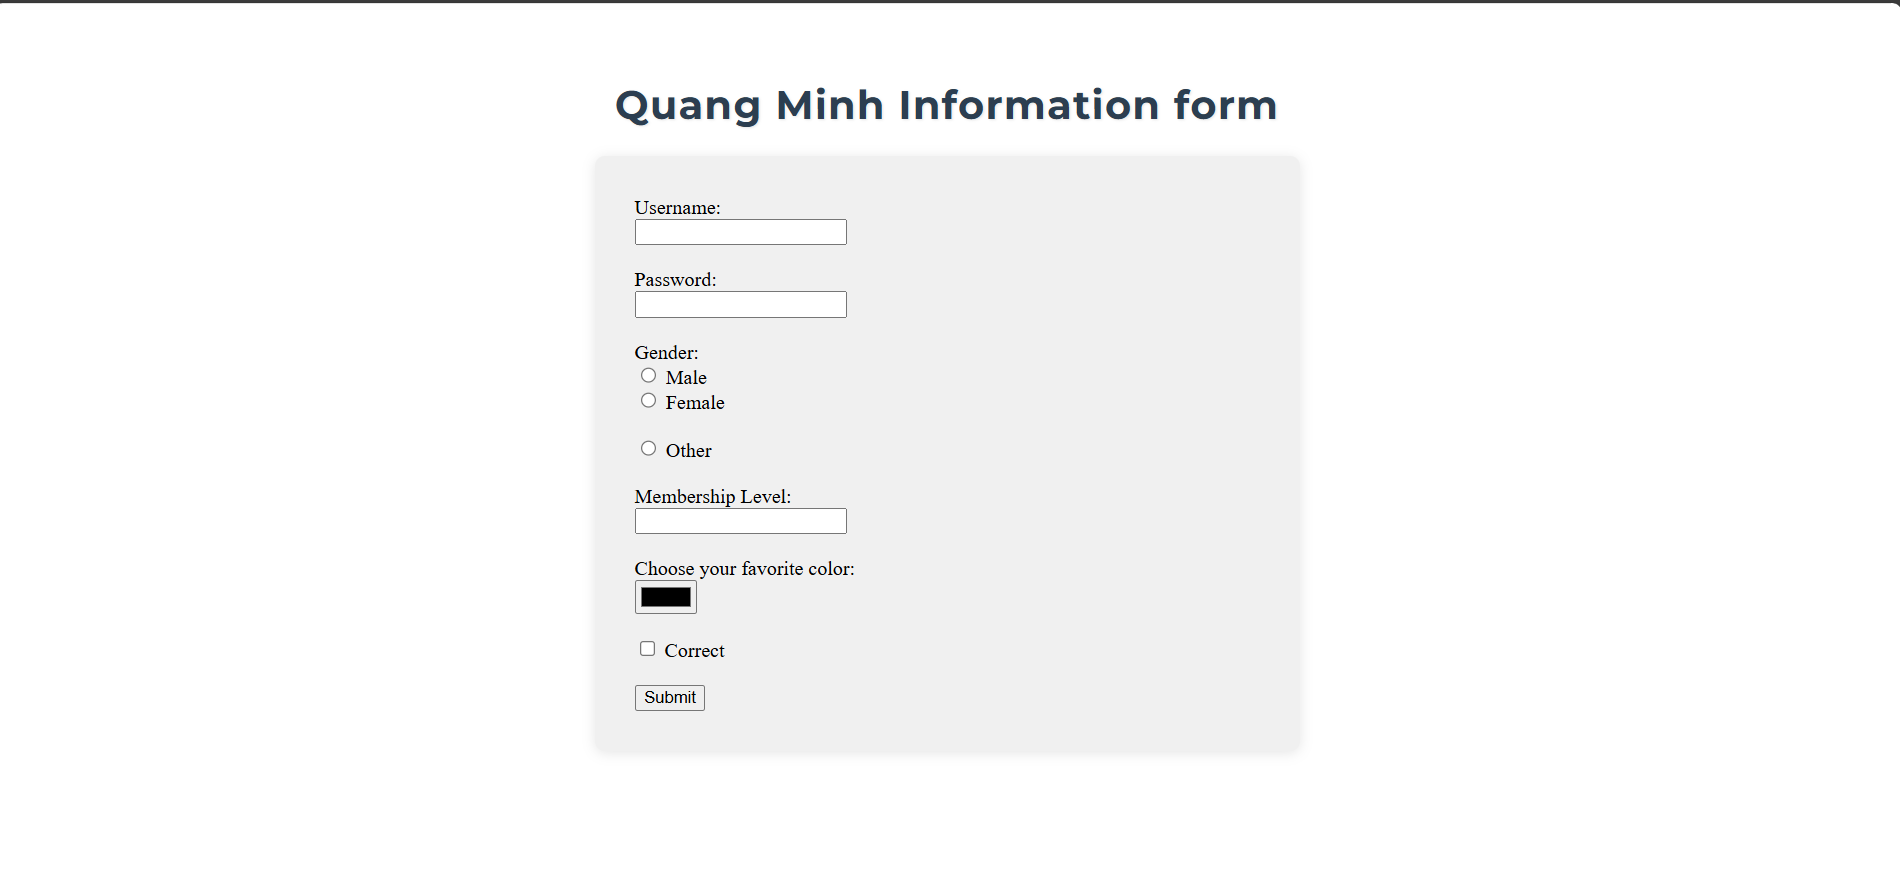 Quang Minh Information form
Username:
Password:
Gender:
Male
Female
Other
Membership Level:
Choose your favorite color:
Correct
Submit